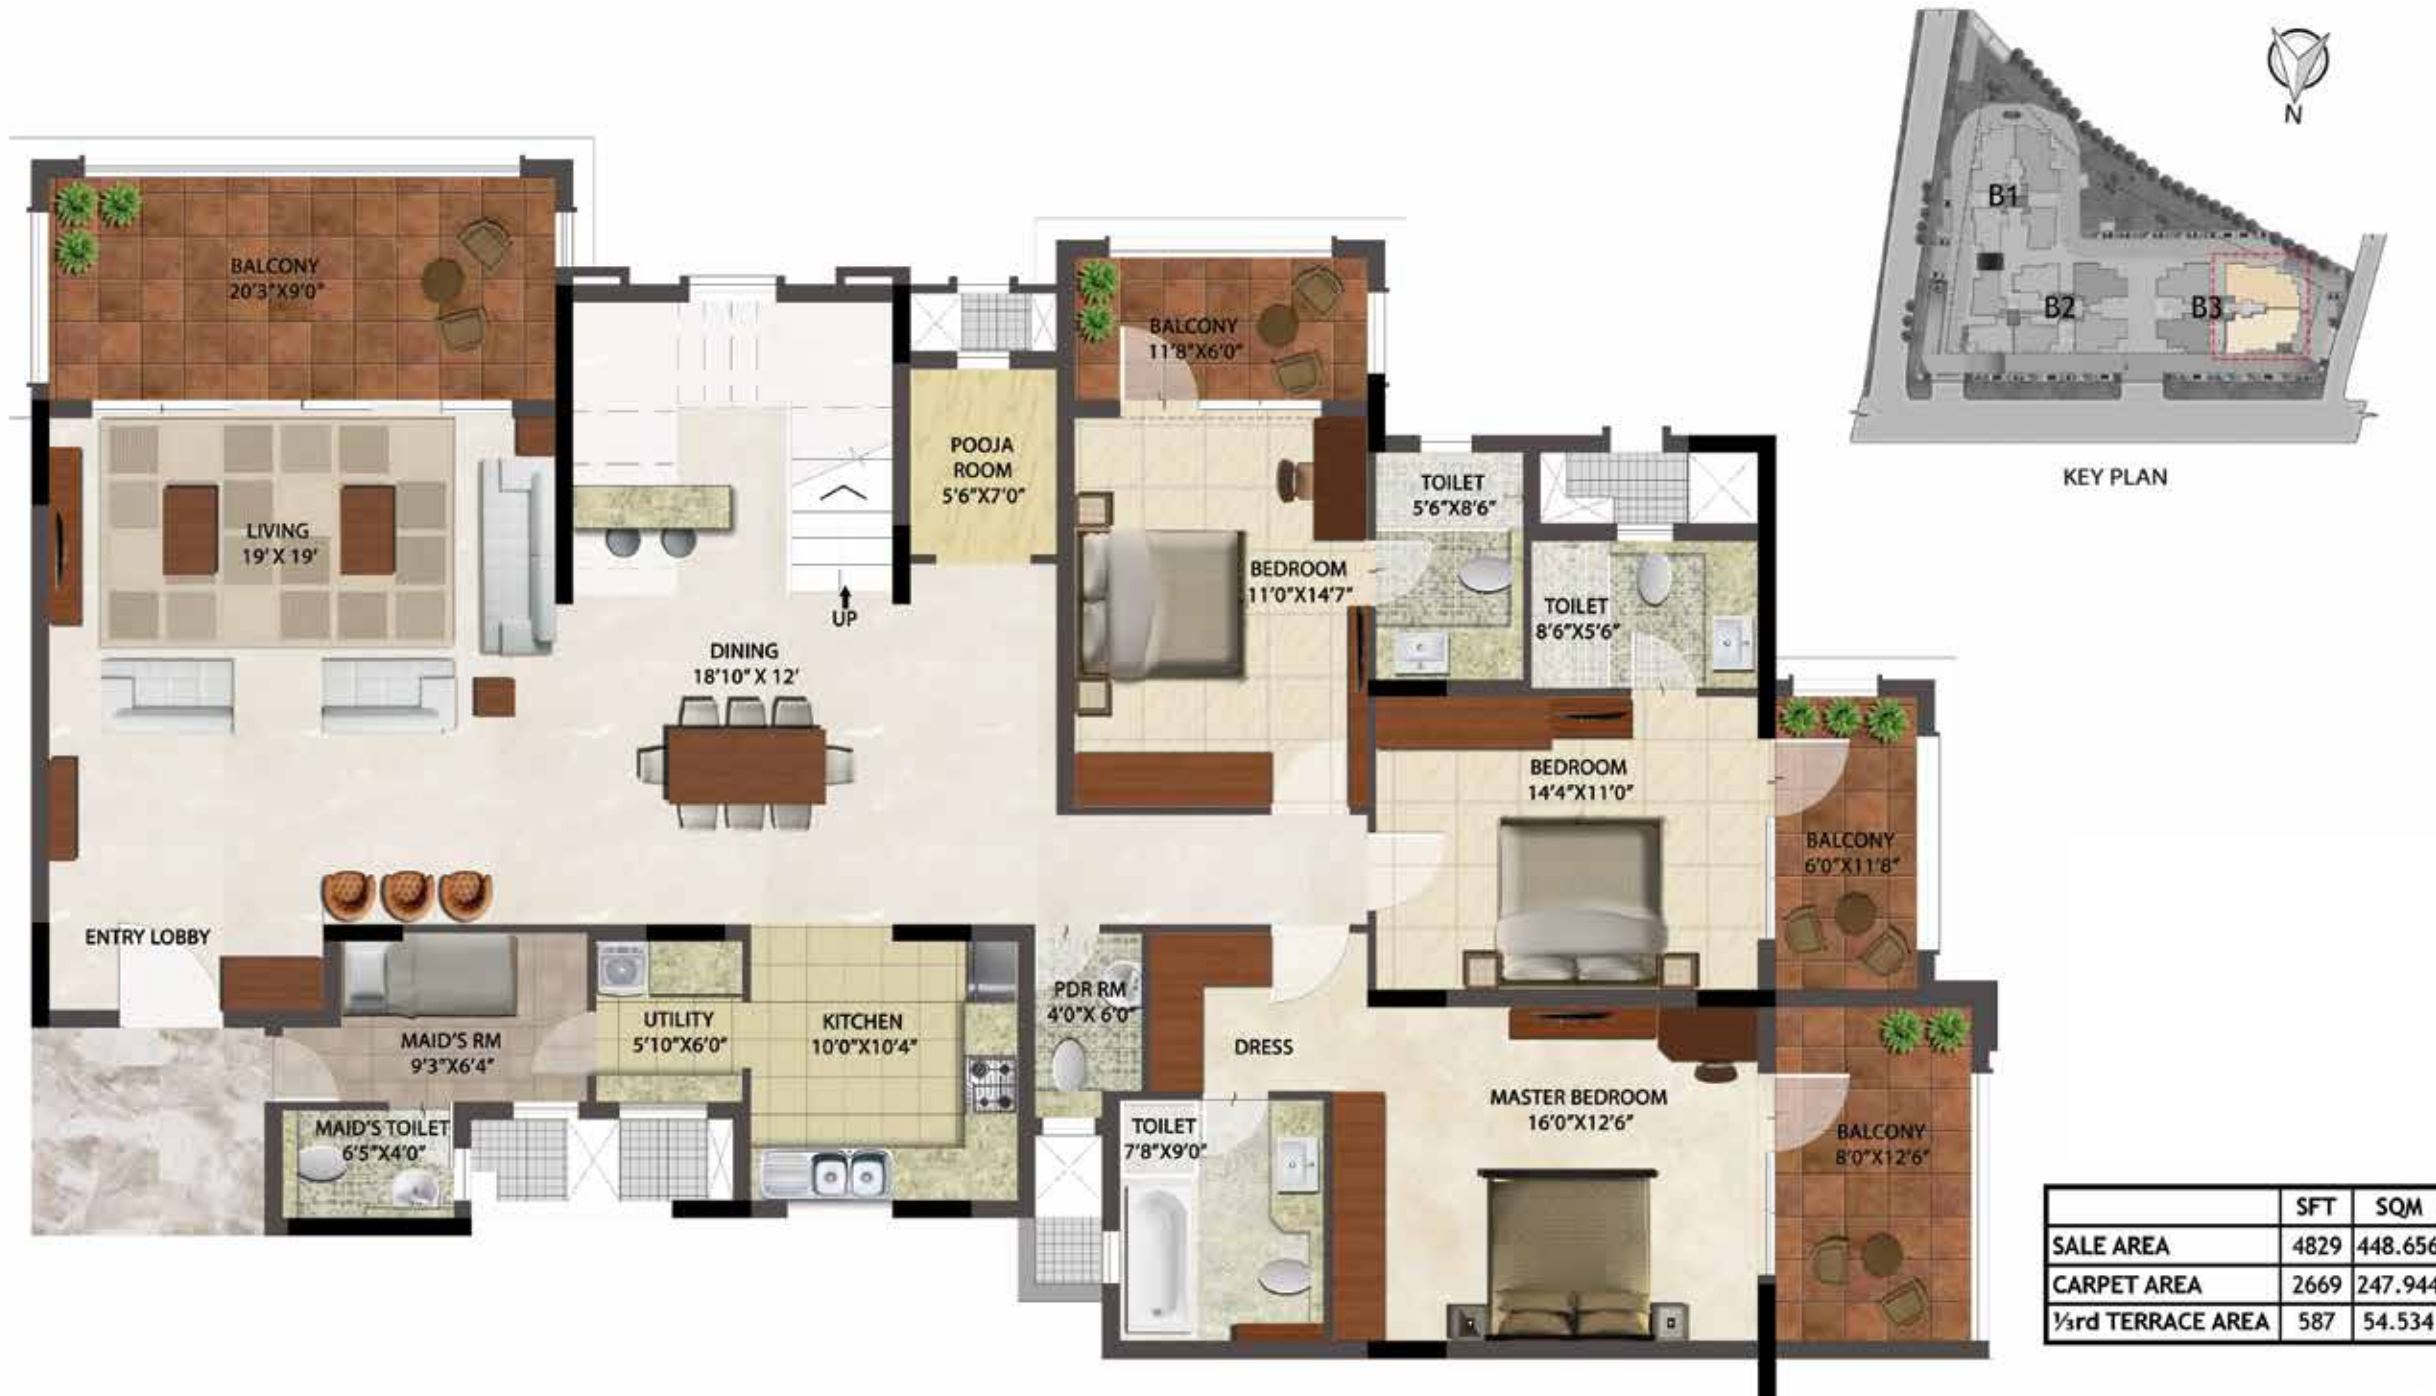 N
B1
B2
B3
KEY PLAN
BALCONY
20'3"X9'0"
BALCONY
11'8"X6'0"
POOJA
ROOM
5'6"X7'0"
LIVING
19' X 19'
TOILET
5'6"X8'6"
BEDROOM
11'0"X14'7"
UP
TOILET
8'6"X5'6"
DINING
18'10" X 12'
BEDROOM
14'4"X11'0"
BALCONY
6'0"X11'8"
ENTRY LOBBY
MAID'S RM
9'3"X6'4"
UTILITY
5'10"X6'0"
KITCHEN
10'0"X10'4"
PDR RM
4'0"X 6'0"
DRESS
MASTER BEDROOM
16'0"X12'6"
MAID'S TOILET
6'5"X4'0"
TOILET
7'8"X9'0"
BALCONY
8'0"X12'6"
SFT SQM
SALE AREA 4829 448.656
CARPET AREA 2669 247.944
⅓rd TERRACE AREA 587 54.534